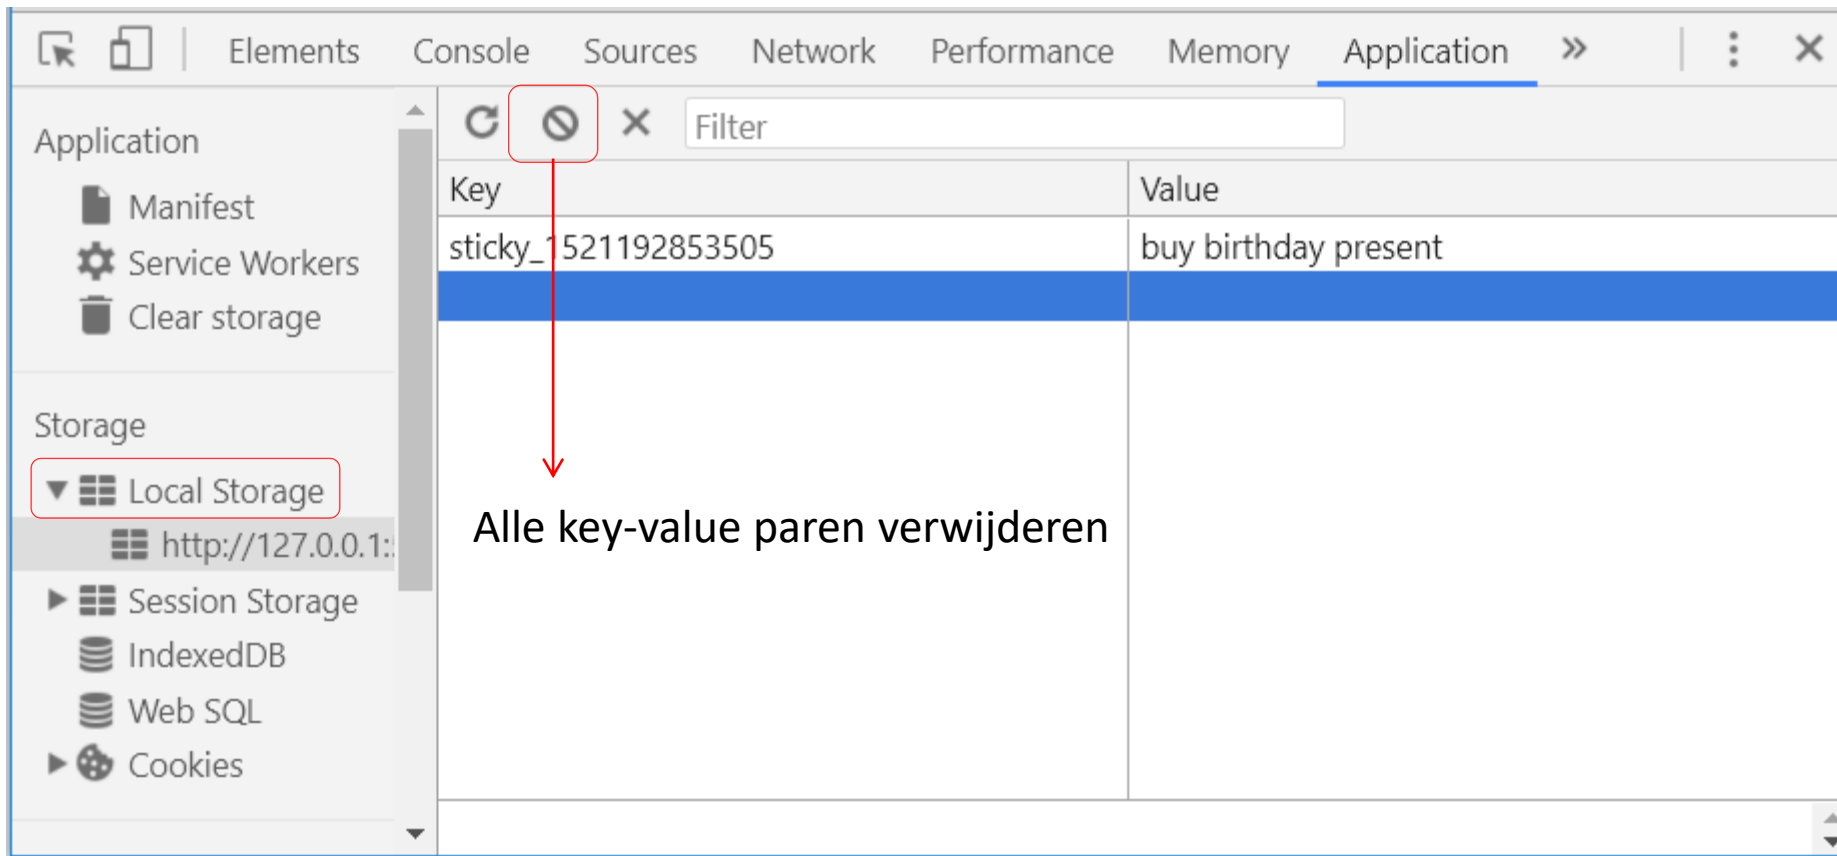 Elements Console Sources Network Performance Memory Application
Application
Manifest
Service Workers
Clear storage
Storage
Local Storage
http://127.0.0.1:
Session Storage
IndexedDB
Web SQL
Cookies
Filter
Key Value
sticky_1521192853505 buy birthday present
Alle key-value paren verwijderen